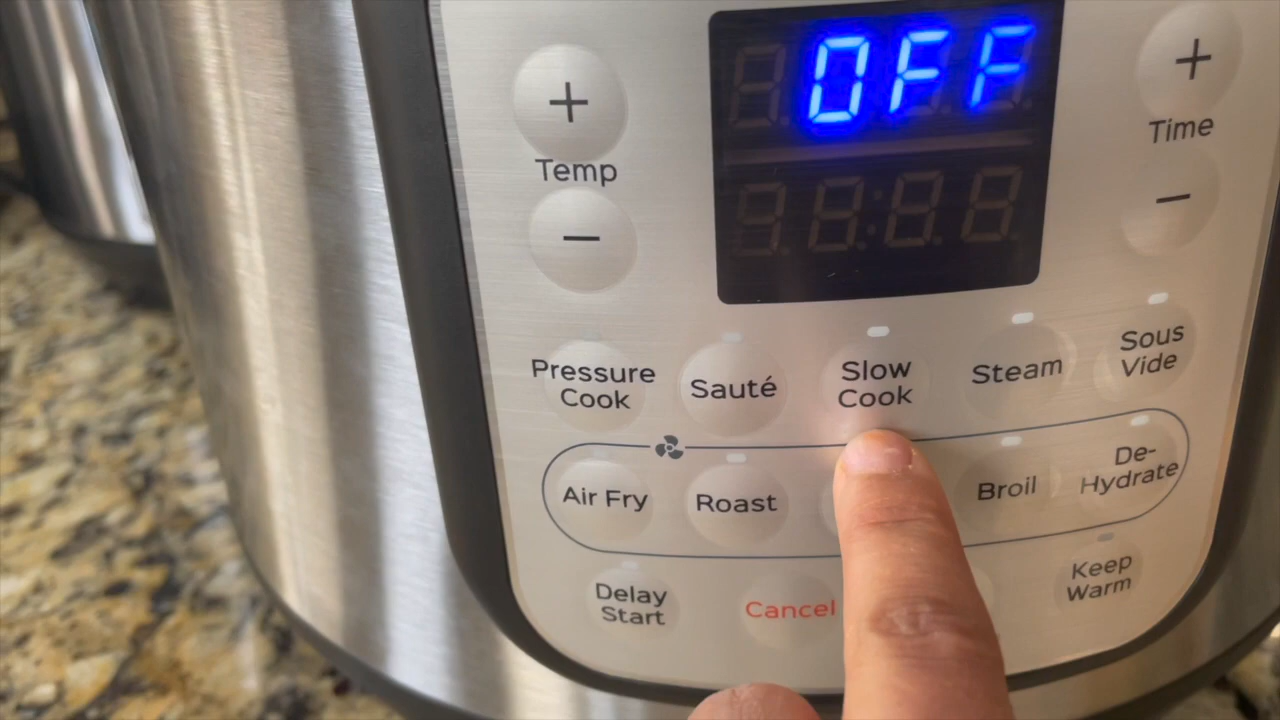 OFF
+
+
Temp
Time
−
−
Pressure
Cook
Sauté
Slow
Cook
Steam
Sous
Vide
Air Fry
Roast
Broil
De-
Hydrate
Delay
Start
Cancel
Keep
Warm